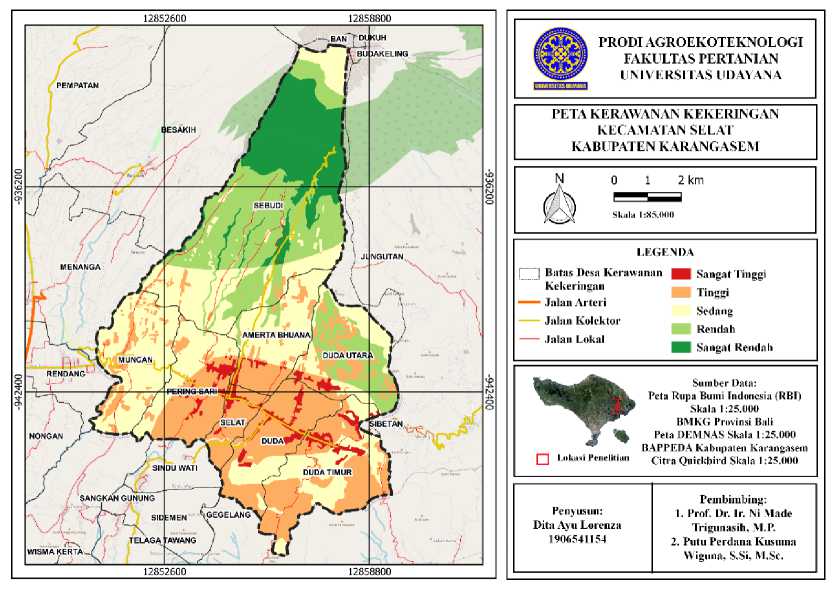 12852600
12858800
BAN
DUKUH
BUDAKELING
PEMPATAN
BESAKIH
-936200
-936200
SEBUDI
JUNGUTAN
MENANGA
AMERTA BHUANA
DUDA UTARA
MUNGAN
RENDANG
PERING SARI
-942400
-942400
SELAT
SIBETAN
NONGAN
DUDA
SINDU WATI
DUDA TIMUR
SANGKAN GUNUNG
GEGELANG
SIDEMEN
TELAGA TAWANG
WISMA KERTA
12852600
12858800
UNIVERSITAS UDAYANA
PRODI AGROEKOTEKNOLOGI
FAKULTAS PERTANIAN
UNIVERSITAS UDAYANA
PETA KERAWANAN KEKERINGAN
KECAMATAN SELAT
KABUPATEN KARANGASEM
N
0 1 2 km
Skala 1:85,000
LEGENDA
Batas Desa Kerawanan
Kekeringan
Jalan Arteri
Jalan Kolektor
Jalan Lokal
Sangat Tinggi
Tinggi
Sedang
Rendah
Sangat Rendah
Lokasi Penelitian
Sumber Data:
Peta Rupa Bumi Indonesia (RBI)
Skala 1:25.000
BMKG Provinsi Bali
Peta DEMNAS Skala 1:25.000
BAPPEDA Kabupaten Karangasem
Citra Quickbird Skala 1:25.000
Penyusun:
Dita Ayu Lorenza
1906541154
Pembimbing:
1. Prof. Dr. Ir. Ni Made
Trigunasih, M.P.
2. Putu Perdana Kusuma
Wiguna, S.Si, M.Sc.